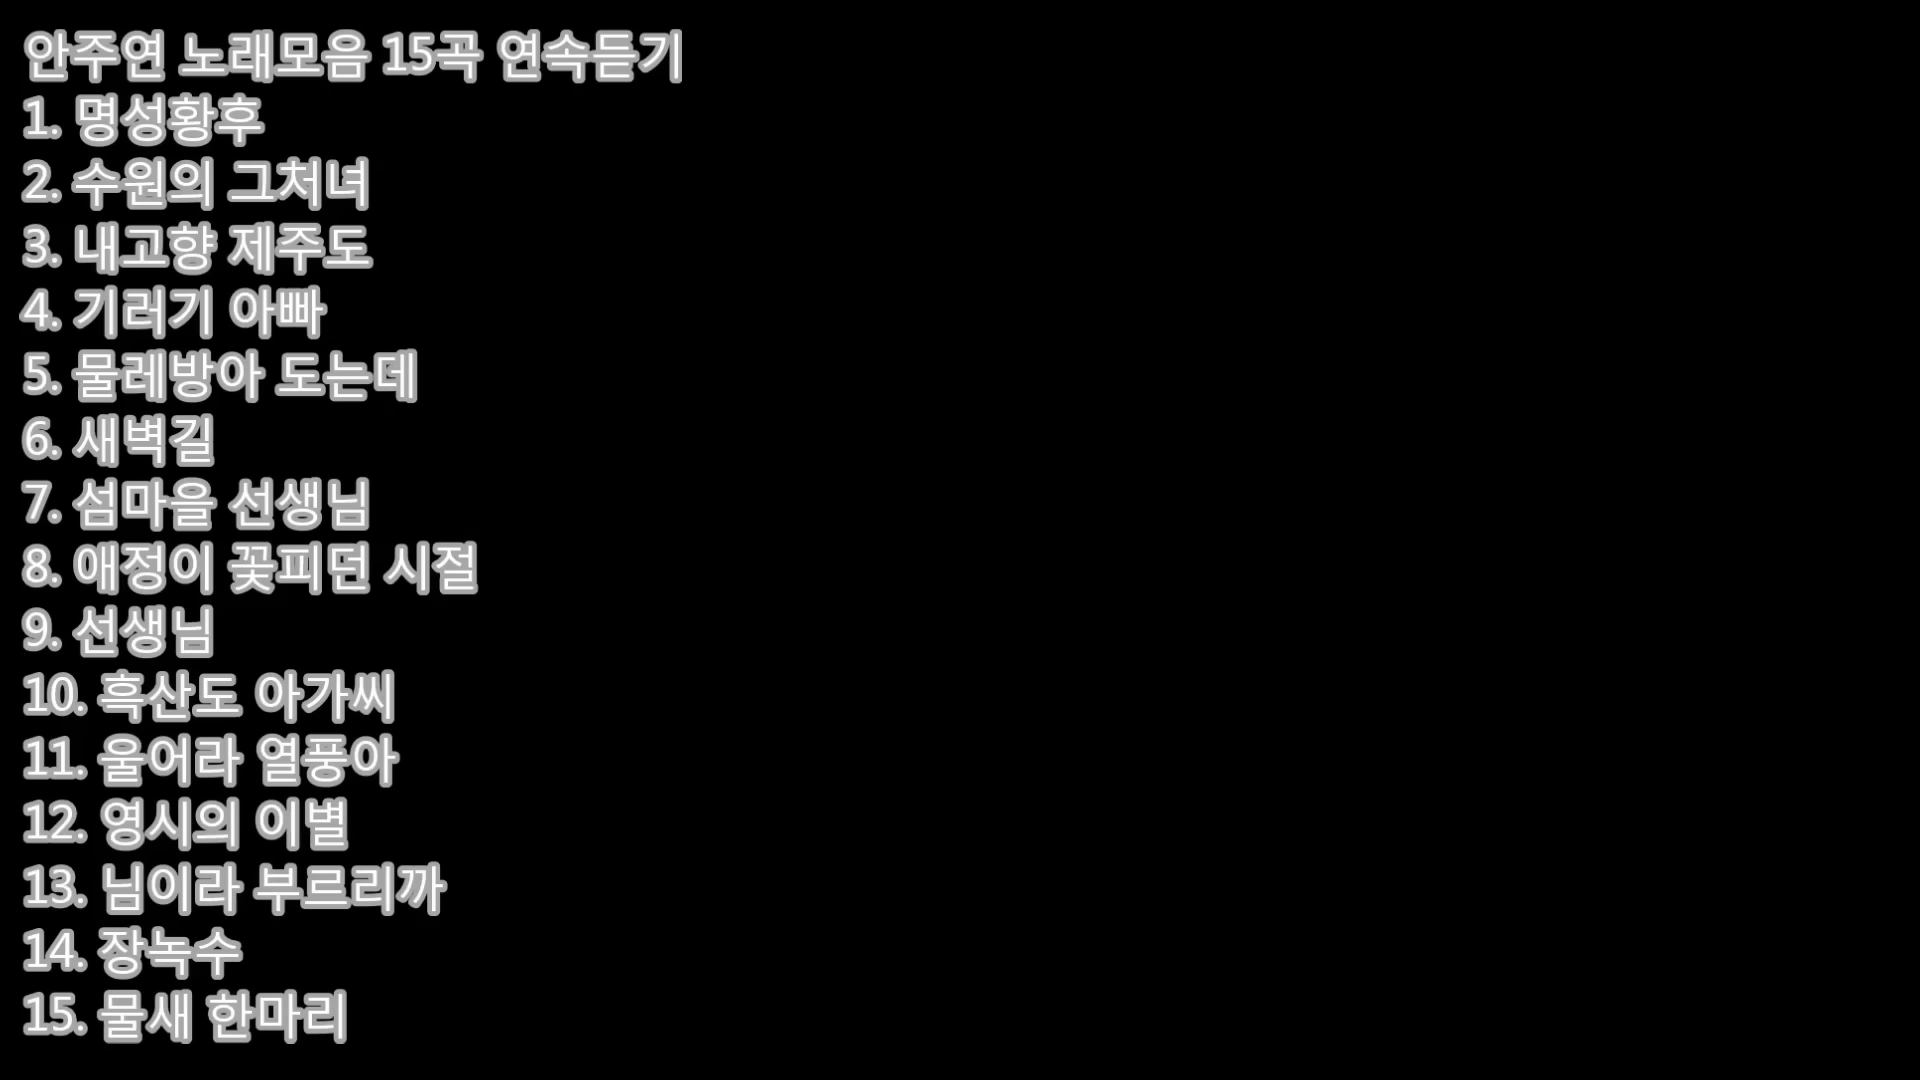 안주연 노래모음 15곡 연속듣기
1. 명성황후
2. 수원의 그처녀
3. 내고향 제주도
4. 기러기 아빠
5. 물레방아 도는데
6. 새벽길
7. 섬마을 선생님
8. 애정이 꽃피던 시절
9. 선생님
10. 흑산도 아가씨
11. 울어라 열풍아
12. 영시의 이별
13. 님이라 부르리까
14. 장녹수
15. 물새 한마리